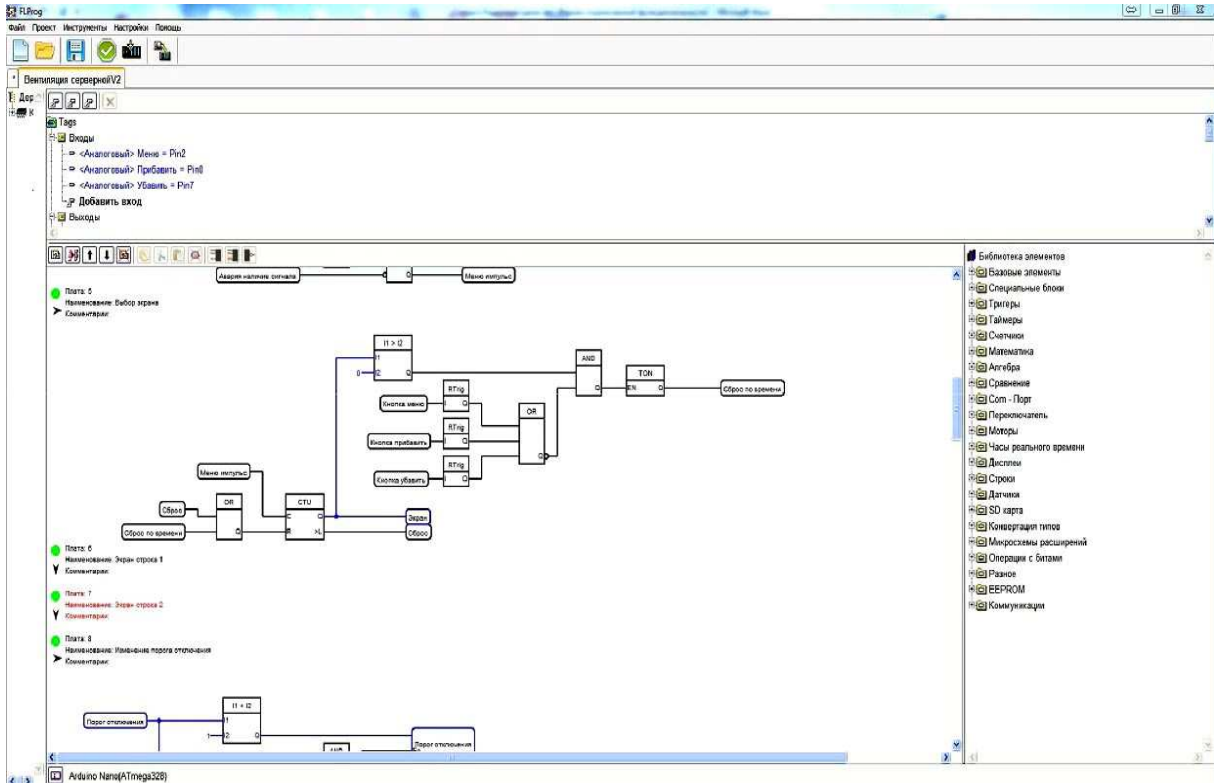 FLProg
Файл Проект Инструменты Настройки Помощь
Вентиляция сервернойV2
Дер
К
Tags
Входы
<Аналоговый> Меню = Pin2
<Аналоговый> Прибавить = Pin0
<Аналоговый> Убавить = Pin7
Добавить вход
Выходы
Авария наличие сигнала
Q
Меню импульс
Плата: 5
Наименование: Выбор экрана
Комментарии:
I1 > I2
I1
0 I2 Q
AND
Q
TON
EN Q
Сброс по времени
RTrig
Кнопка меню
I Q
OR
RTrig
Кнопка прибавить
I Q
Q
RTrig
Кнопка убавить
I Q
Меню импульс
OR
CTU
Сброс
C Q
Экран
Сброс по времени
Q
R >L
Сброс
Плата: 6
Наименование: Экран строка 1
Комментарии:
Плата: 7
Наименование: Экран строка 2
Комментарии:
Плата: 8
Наименование: Изменение порога отключения
Комментарии:
I1 + I2
Порог отключения
I1
1 I2 Q
Порог отключения
Библиотека элементов
Базовые элементы
Специальные блоки
Тригеры
Таймеры
Счетчики
Математика
Алгебра
Сравнение
Com - Порт
Переключатель
Моторы
Часы реального времени
Дисплеи
Строки
Датчики
SD карта
Конвертация типов
Микросхемы расширений
Операции с битами
Разное
EEPROM
Коммуникации
Arduino Nano(ATmega328)